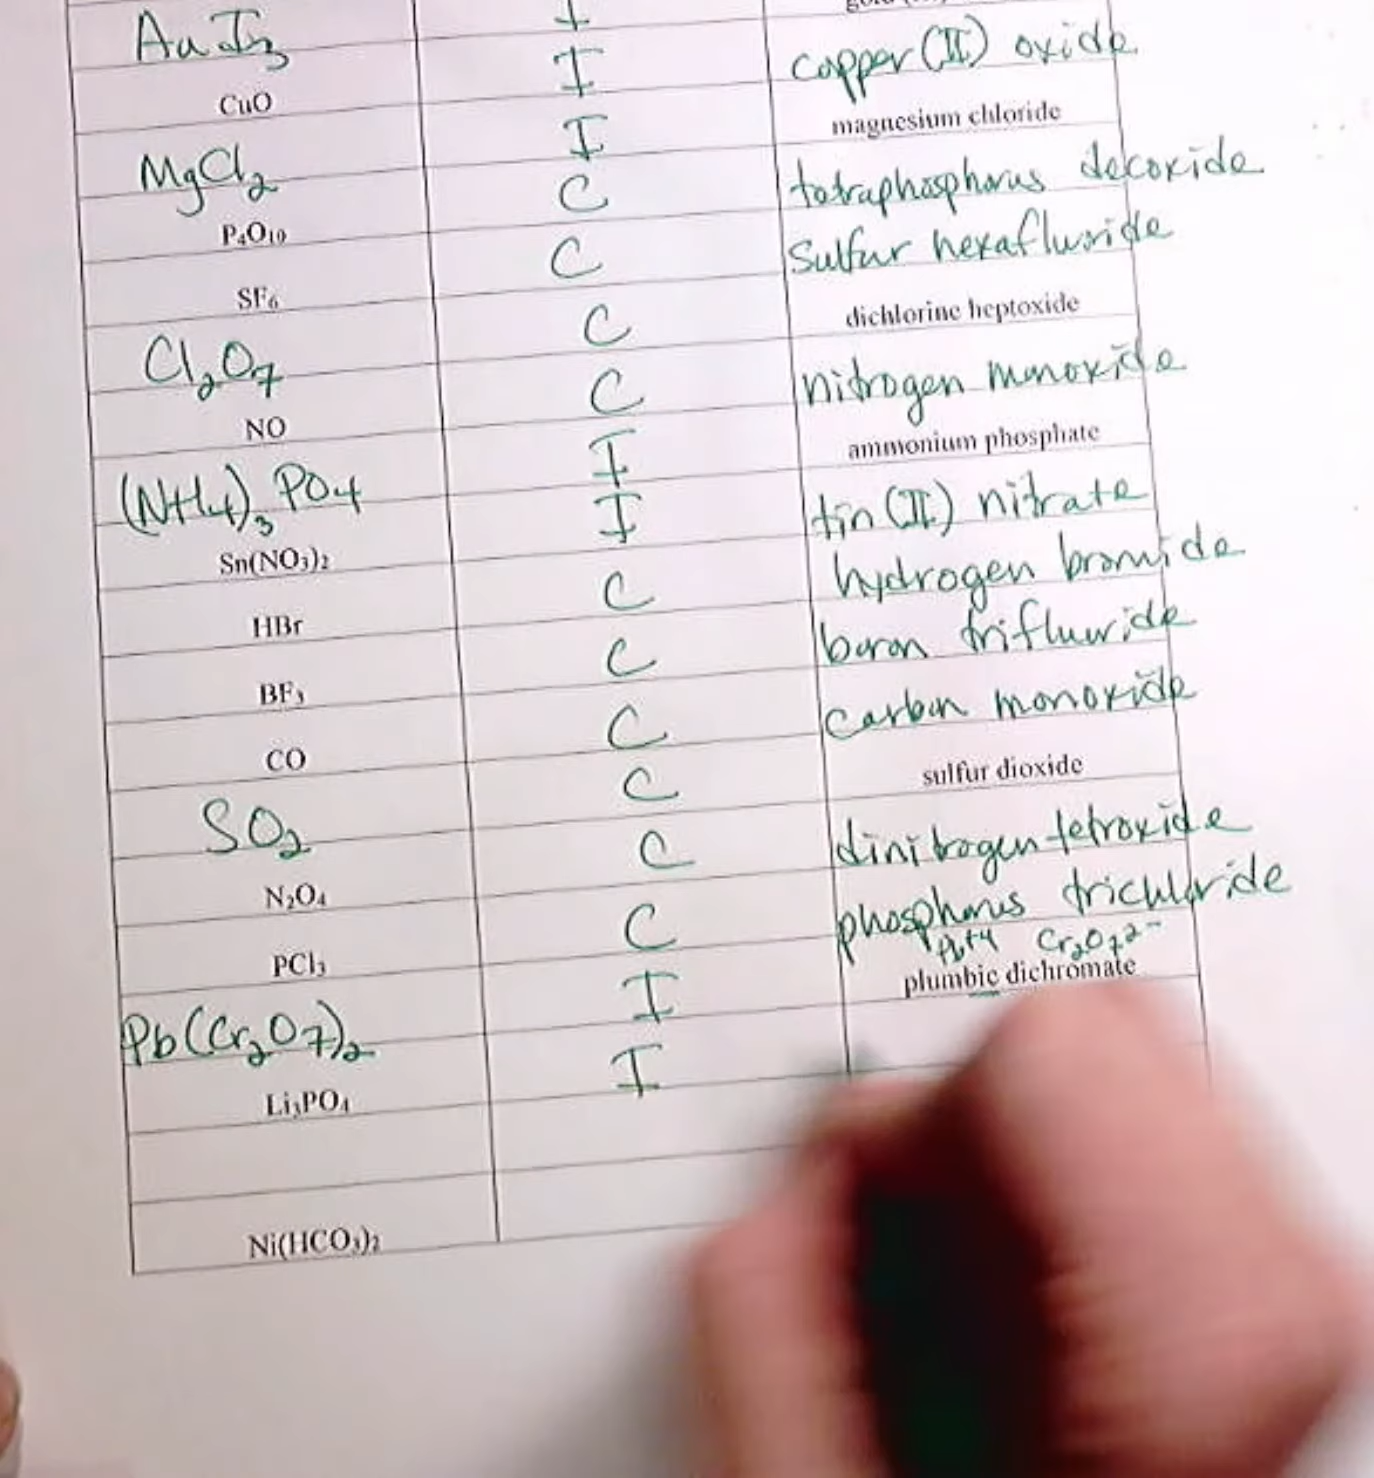 AuI3 I
CuO I copper (II) oxide
MgCl2 I magnesium chloride
P4O10 C tetraphosphorus decoxide
SF6 C sulfur hexafluoride
Cl2O7 C dichlorine heptoxide
NO C nitrogen monoxide
(NH4)3PO4 I ammonium phosphate
Sn(NO3)2 I tin (II) nitrate
HBr C hydrogen bromide
BF3 C boron trifluoride
CO C carbon monoxide
SO2 C sulfur dioxide
N2O4 C dinitrogen tetroxide
PCl3 C phosphorus trichloride
Pb+4 Cr2O7 2-
Pb(Cr2O7)2 I plumbic dichromate
Li3PO4 I
Ni(HCO3)2